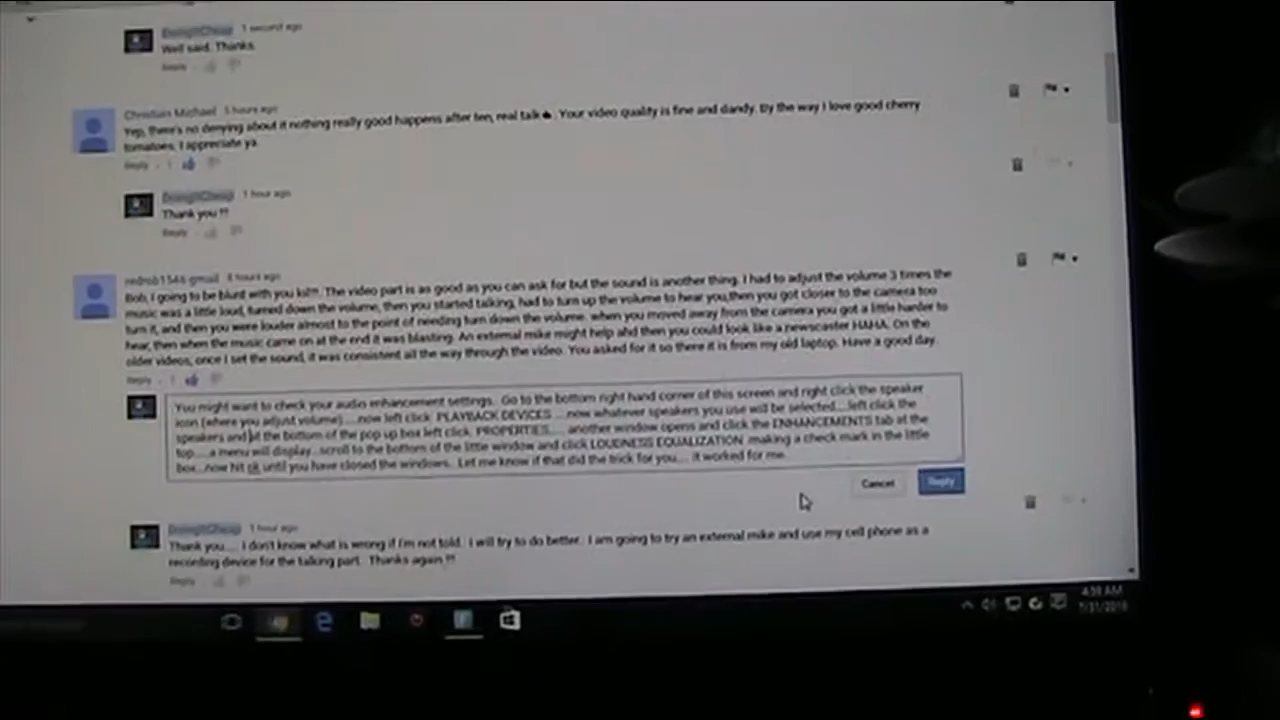 DoingItCheap 1 second ago
Well said. Thanks.
Reply
Christian Michael 5 hours ago
Yep, there's no denying about it nothing really good happens after ten, real talk. Your video quality is fine and dandy. By the way I love good cherry
tomatoes. I appreciate ya
Reply 1
DoingItCheap 1 hour ago
Thank you !!!
Reply
8 hours ago
Bob, I going to be blunt with you lol!!!. The video part is as good as you can ask for but the sound is another thing. I had to adjust the volume 3 times the
music was a little loud, turned down the volume, then you started talking, had to turn up the volume to hear you,then you got closer to the camera too
turn it, and then you were louder almost to the point of needing turn down the volume. when you moved away from the camera you got a little harder to
hear, then when the music came on at the end it was blasting. An external mike might help and then you could look like a newscaster HAHA. On the
older videos, once I set the sound, it was consistent all the way through the video. You asked for it so there it is from my old laptop. Have a good day.
Reply 1
You might want to check your audio enhancement settings. Go to the bottom right hand corner of this screen and right click the speaker
icon (where you adjust volume)....now left click PLAYBACK DEVICES ...now whatever speakers you use will be selected....left click the
speakers and at the bottom of the pop up box left click. PROPERTIES..... another window opens and click the ENHANCEMENTS tab at the
top.....a menu will display...scroll to the bottom of the little window and click LOUDNESS EQUALIZATION making a check mark in the little
box...now hit ok until you have closed the windows. Let me know if that did the trick for you.... it worked for me.
Cancel Reply
DoingItCheap 1 hour ago
Thank you.... I don't know what is wrong if I'm not told. I will try to do better. I am going to try an external mike and use my cell phone as a
recording device for the talking part. Thanks again !!!
Reply
4:38 AM